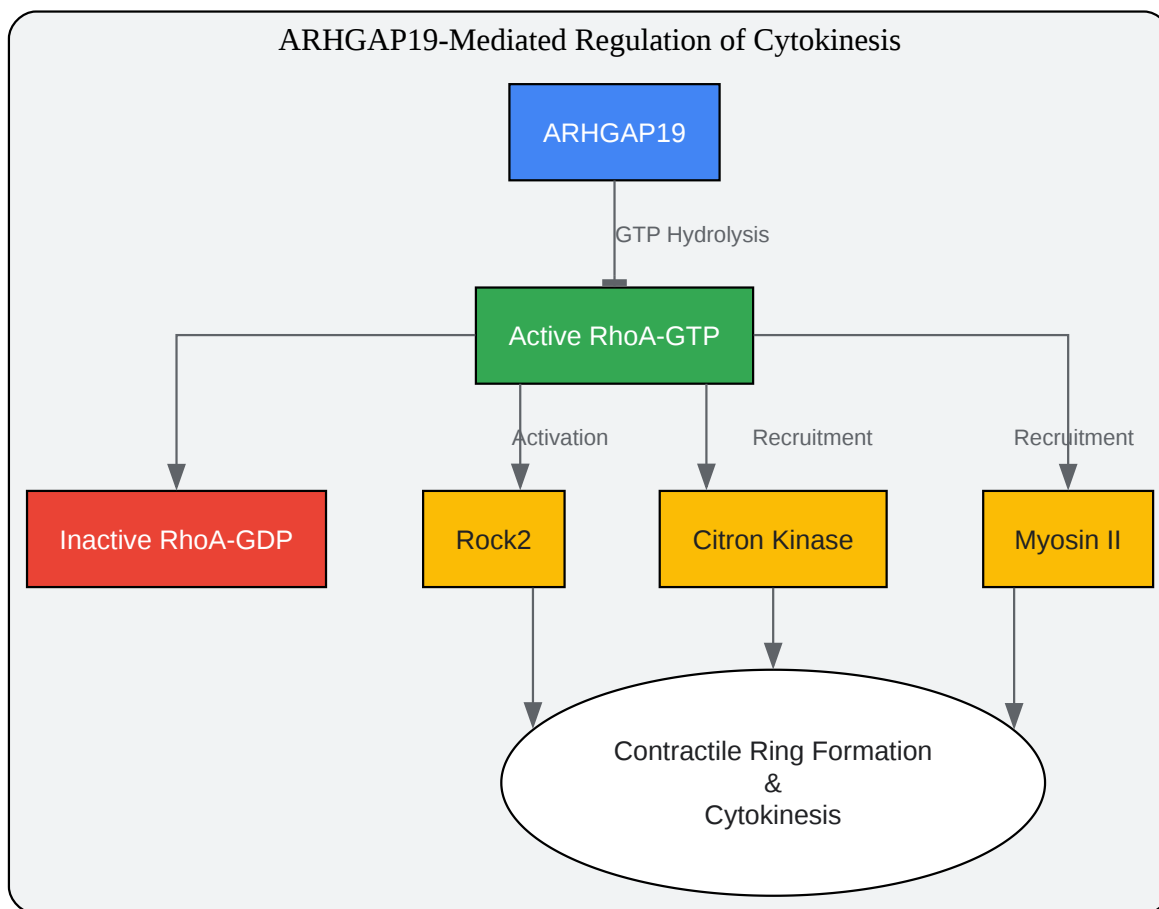 ARHGAP19-Mediated Regulation of Cytokinesis
ARHGAP19
GTP Hydrolysis
Active RhoA-GTP
Activation
Recruitment
Recruitment
Inactive RhoA-GDP
Rock2
Citron Kinase
Myosin II
Contractile Ring Formation
&
Cytokinesis